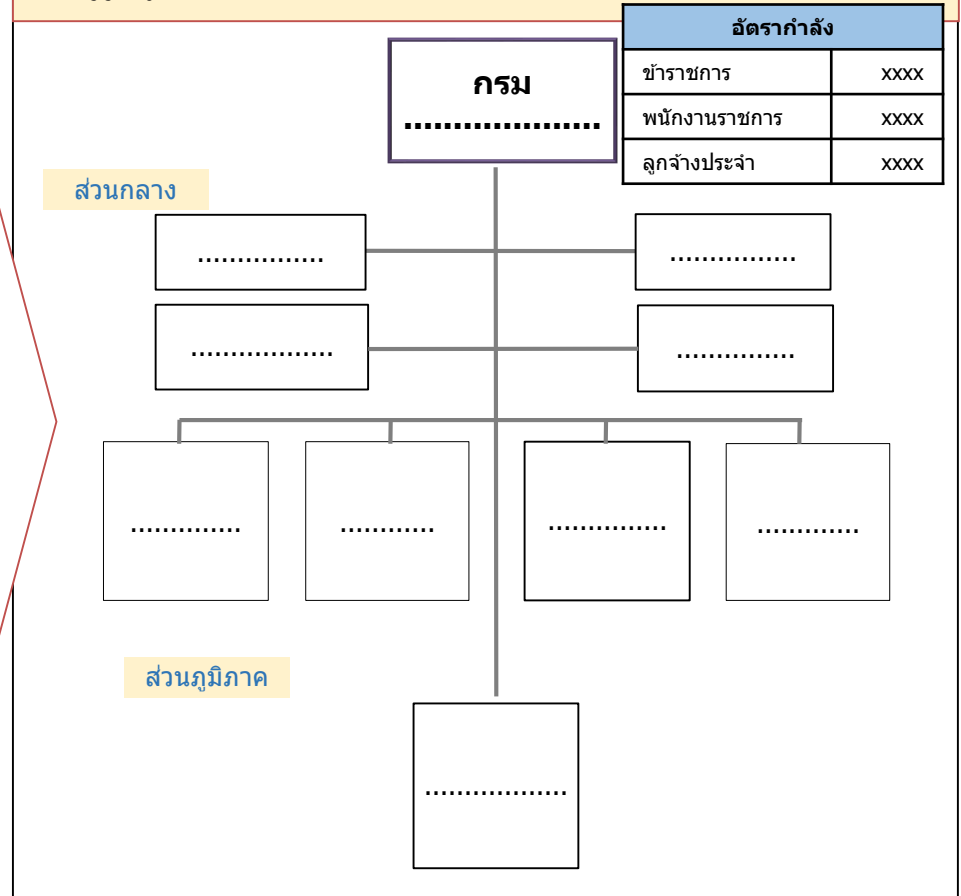 อัตรากำลัง
กรม
....................
ข้าราชการ xxxx
พนักงานราชการ xxxx
ลูกจ้างประจำ xxxx
ส่วนกลาง
................ ................
.................. ...............
.............. ............ ............... .............
ส่วนภูมิภาค
..................